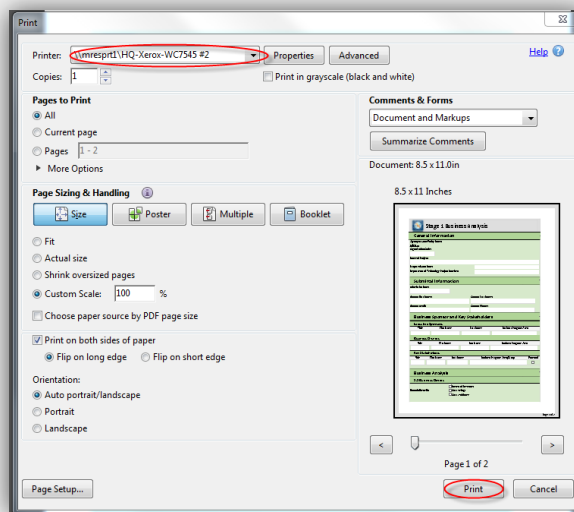 Print
Printer: \\mresprt1\HQ-Xerox-WC7545 #2 Properties Advanced Help
Copies: 1 Print in grayscale (black and white)
Pages to Print
All
Current page
Pages 1 - 2
More Options
Page Sizing & Handling
Size Poster Multiple Booklet
Fit
Actual size
Shrink oversized pages
Custom Scale: 100 %
Choose paper source by PDF page size
Print on both sides of paper
Flip on long edge Flip on short edge
Orientation:
Auto portrait/landscape
Portrait
Landscape
Comments & Forms
Document and Markups
Summarize Comments
Document: 8.5 x 11.0in
8.5 x 11 Inches
Stage 1 Business Analysis
General Information
Submittal Information
Business Sponsor and Key Stakeholders
Business Analysis
< >
Page 1 of 2
Page Setup... Print Cancel